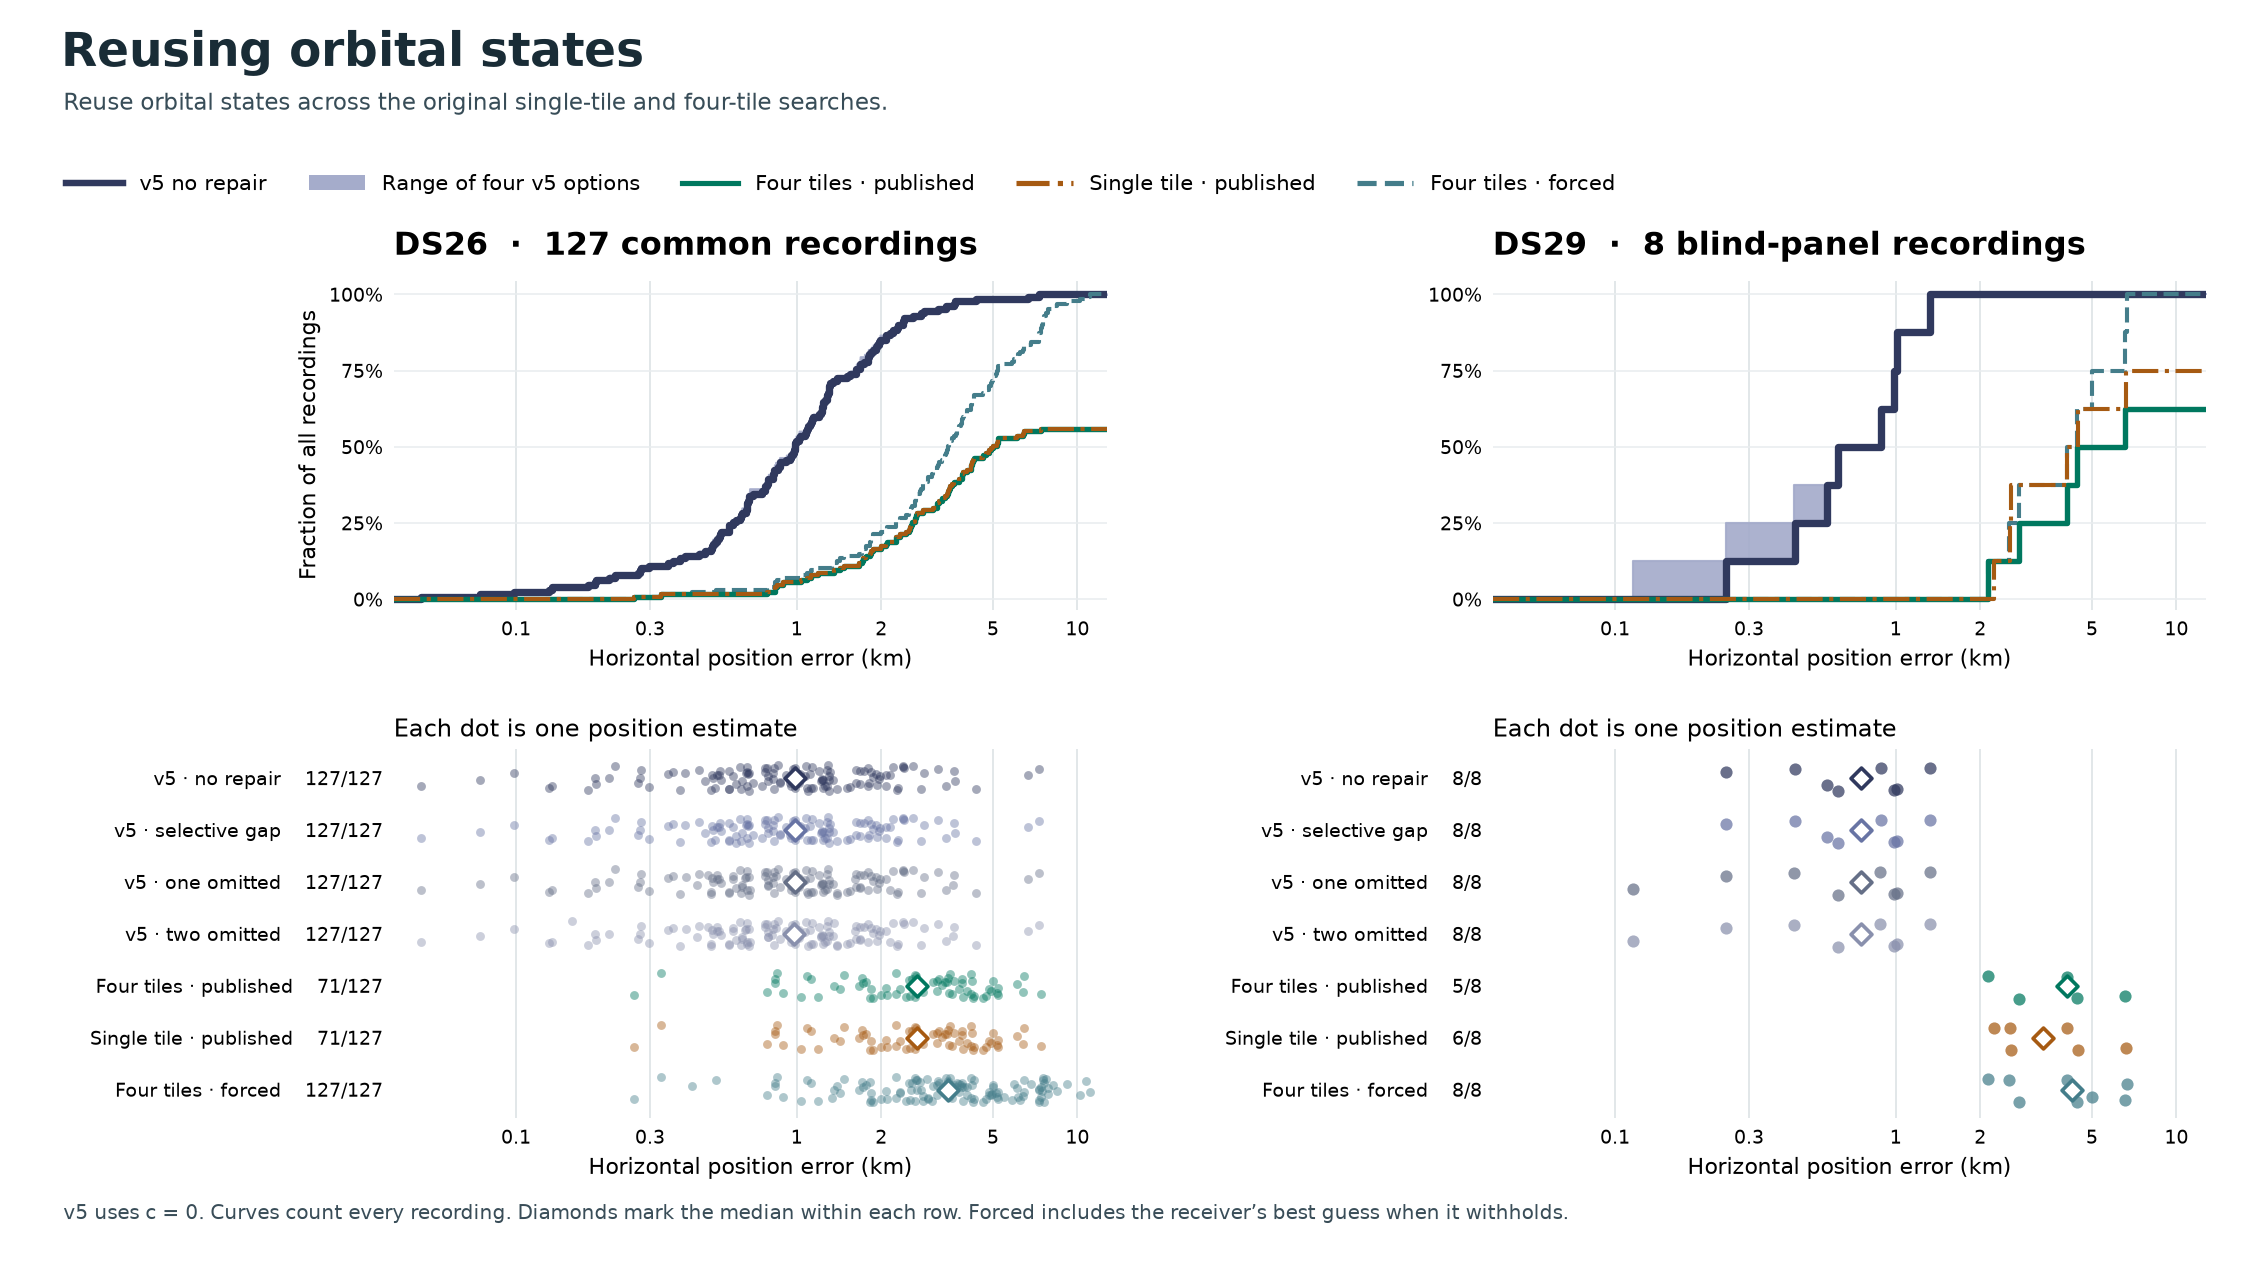 Reusing orbital states
Reuse orbital states across the original single-tile and four-tile searches.
v5 no repair
Range of four v5 options
Four tiles · published
Single tile · published
Four tiles · forced
DS26 · 127 common recordings
Fraction of all recordings
100%
75%
50%
25%
0%
0.1 0.3 1 2 5 10
Horizontal position error (km)
DS29 · 8 blind-panel recordings
100%
75%
50%
25%
0%
0.1 0.3 1 2 5 10
Horizontal position error (km)
Each dot is one position estimate
v5 · no repair 127/127
v5 · selective gap 127/127
v5 · one omitted 127/127
v5 · two omitted 127/127
Four tiles · published 71/127
Single tile · published 71/127
Four tiles · forced 127/127
0.1 0.3 1 2 5 10
Horizontal position error (km)
Each dot is one position estimate
v5 · no repair 8/8
v5 · selective gap 8/8
v5 · one omitted 8/8
v5 · two omitted 8/8
Four tiles · published 5/8
Single tile · published 6/8
Four tiles · forced 8/8
0.1 0.3 1 2 5 10
Horizontal position error (km)
v5 uses c = 0. Curves count every recording. Diamonds mark the median within each row. Forced includes the receiver’s best guess when it withholds.